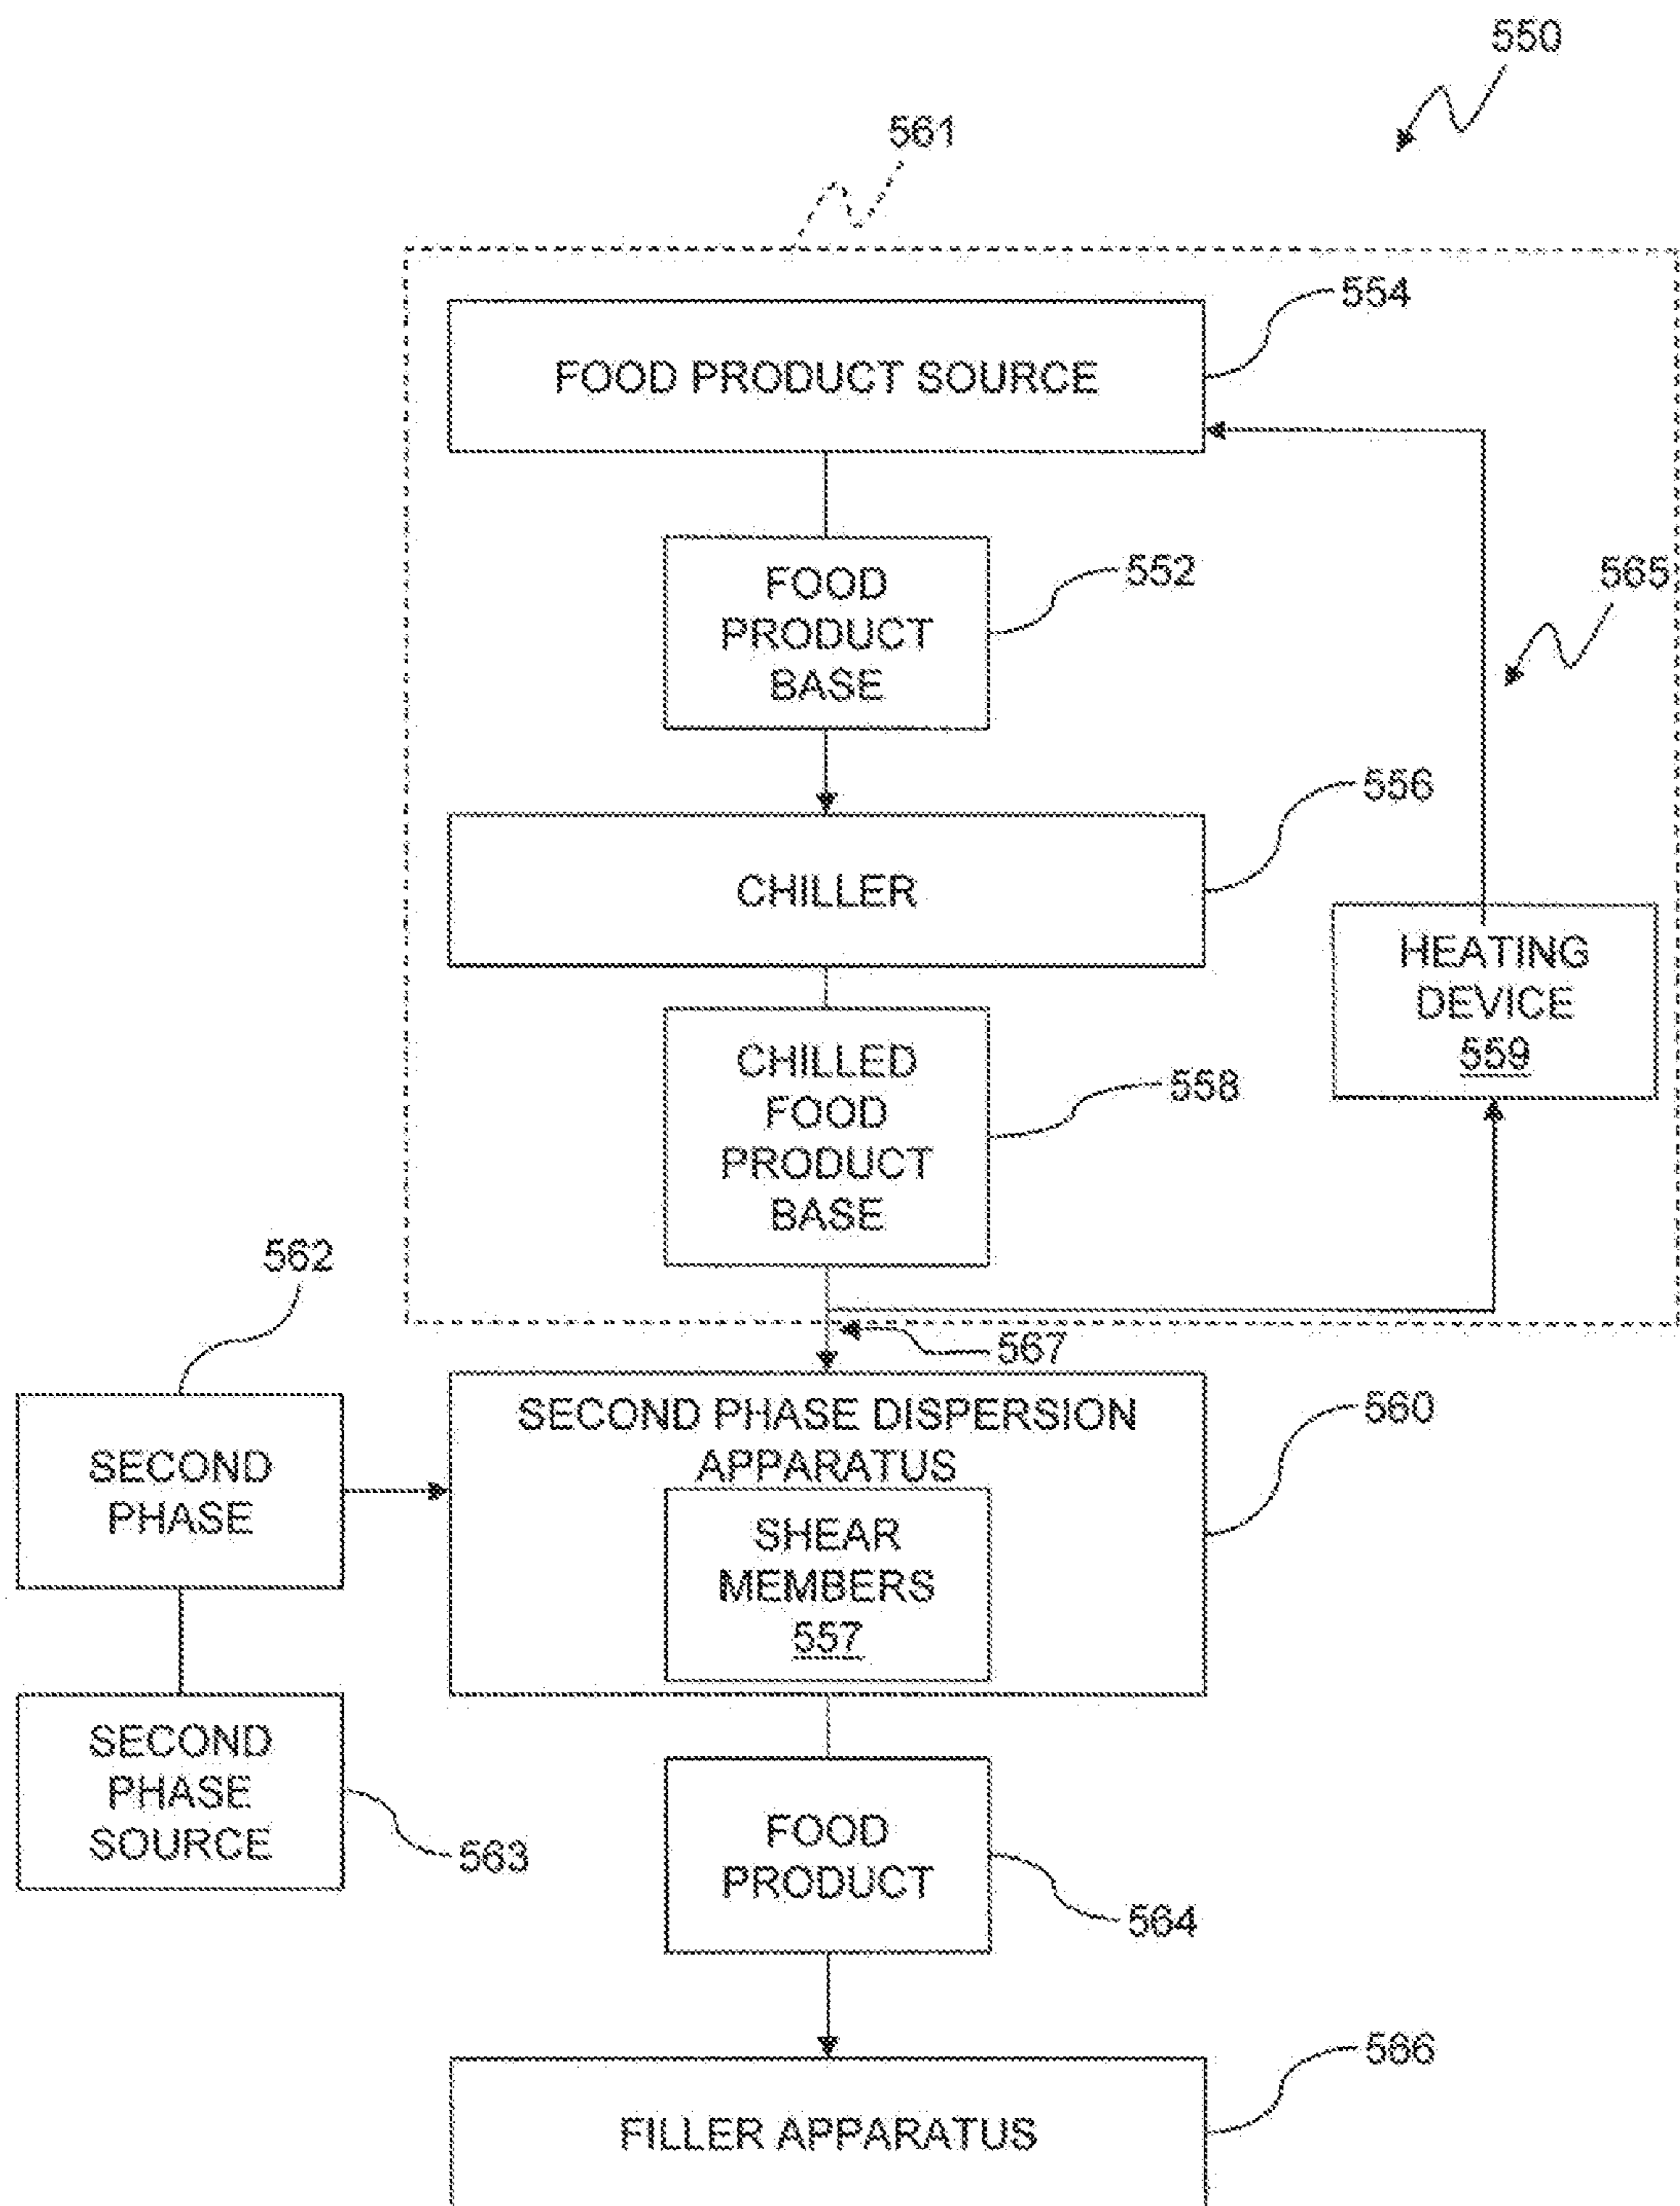 550
561
554
FOOD PRODUCT SOURCE
FOOD
PRODUCT
BASE
552
565
556
CHILLER
HEATING
DEVICE
559
CHILLED
FOOD
PRODUCT
BASE
558
562
567
SECOND
PHASE
SECOND PHASE DISPERSION
APPARATUS
560
SHEAR
MEMBERS
557
SECOND
PHASE
SOURCE
563
FOOD
PRODUCT
564
566
FILLER APPARATUS